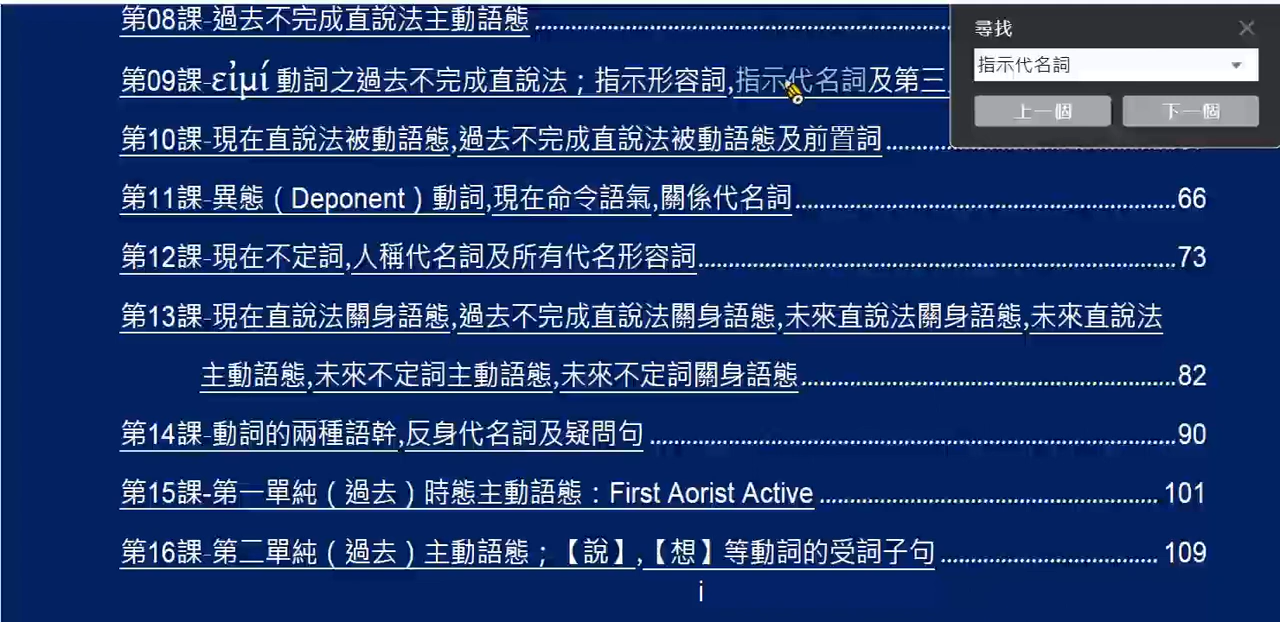 第08課-過去不完成直說法主動語態
第09課-εἰμί 動詞之過去不完成直說法；指示形容詞,指示代名詞及第三
第10課-現在直說法被動語態,過去不完成直說法被動語態及前置詞
第11課-異態（Deponent）動詞,現在命令語氣,關係代名詞 66
第12課-現在不定詞,人稱代名詞及所有代名形容詞 73
第13課-現在直說法關身語態,過去不完成直說法關身語態,未來直說法關身語態,未來直說法
主動語態,未來不定詞主動語態,未來不定詞關身語態 82
第14課-動詞的兩種語幹,反身代名詞及疑問句 90
第15課-第一單純（過去）時態主動語態：First Aorist Active 101
第16課-第二單純（過去）主動語態；【說】,【想】等動詞的受詞子句 109
i
尋找
指示代名詞
上一個 下一個